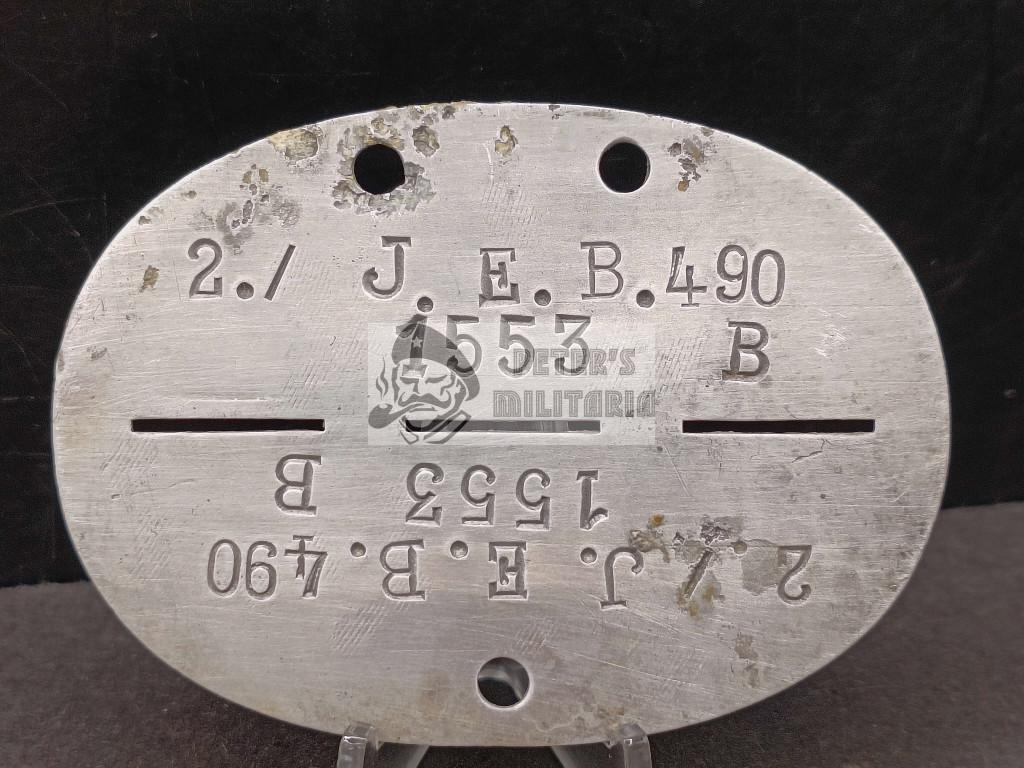 2./ J. E. B. 490
1553 B
PETER'S
MILITARIA
1553 B
2./ J. E. B. 490